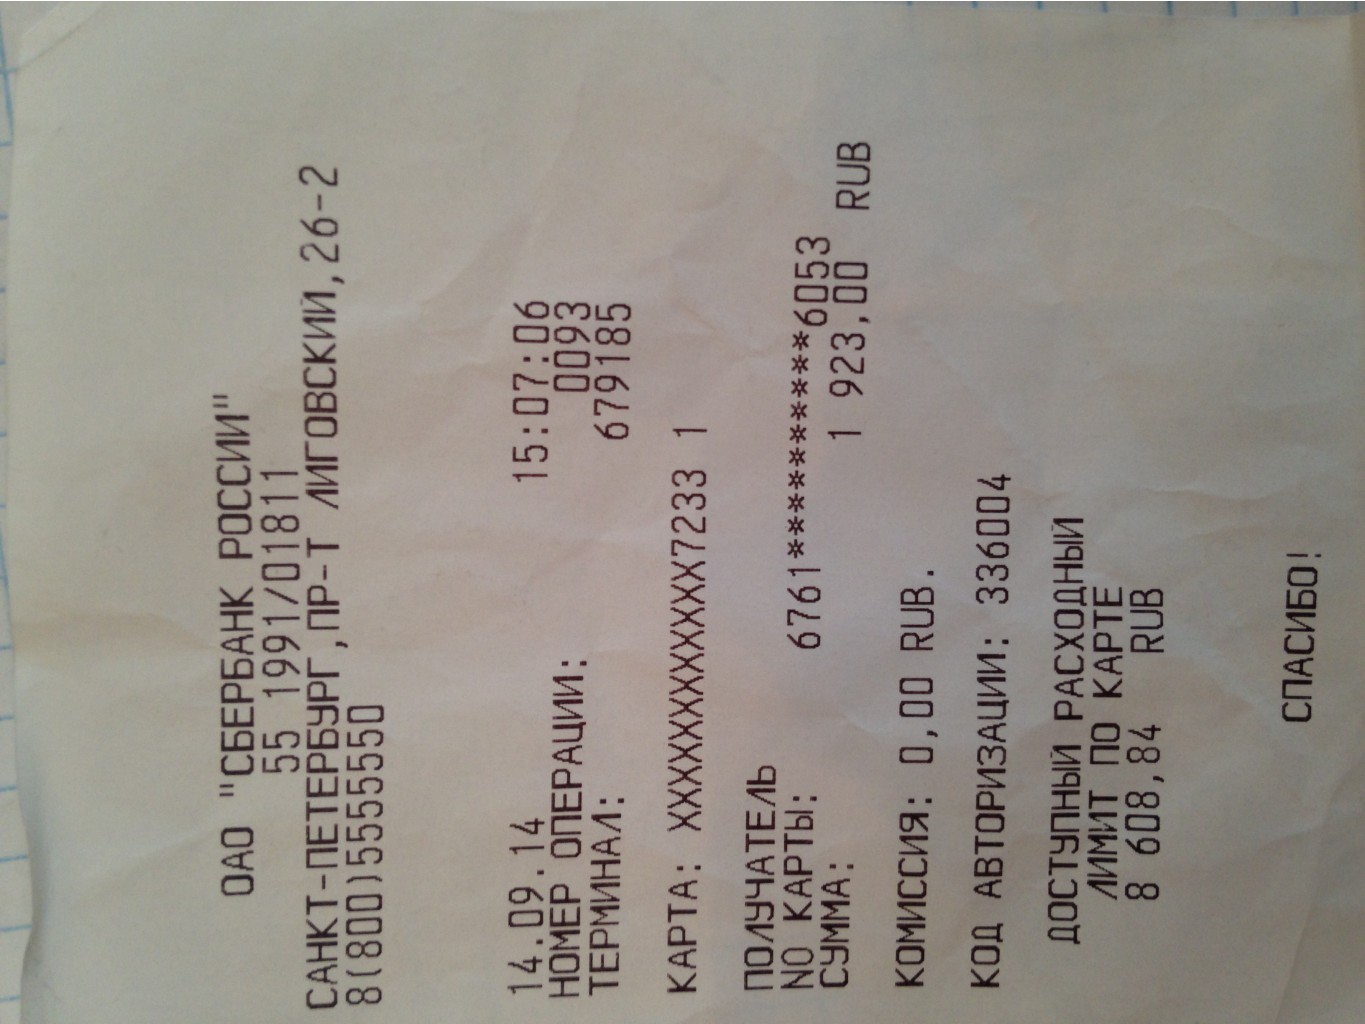 ОАО "СБЕРБАНК РОССИИ"
55 1991/01811
САНКТ-ПЕТЕРБУРГ,ПР-Т ЛИГОВСКИЙ,26-2
8(800)5555550
14.09.14 15:07:06
НОМЕР ОПЕРАЦИИ: 0093
ТЕРМИНАЛ: 679185
КАРТА: XXXXXXXXXXXXXX7233 1
ПОЛУЧАТЕЛЬ
NO КАРТЫ: 6761**********6053
СУММА: 1 923,00 RUB
КОМИССИЯ: 0,00 RUB.
КОД АВТОРИЗАЦИИ: 336004
ДОСТУПНЫЙ РАСХОДНЫЙ
ЛИМИТ ПО КАРТЕ
8 608,84 RUB
СПАСИБО!